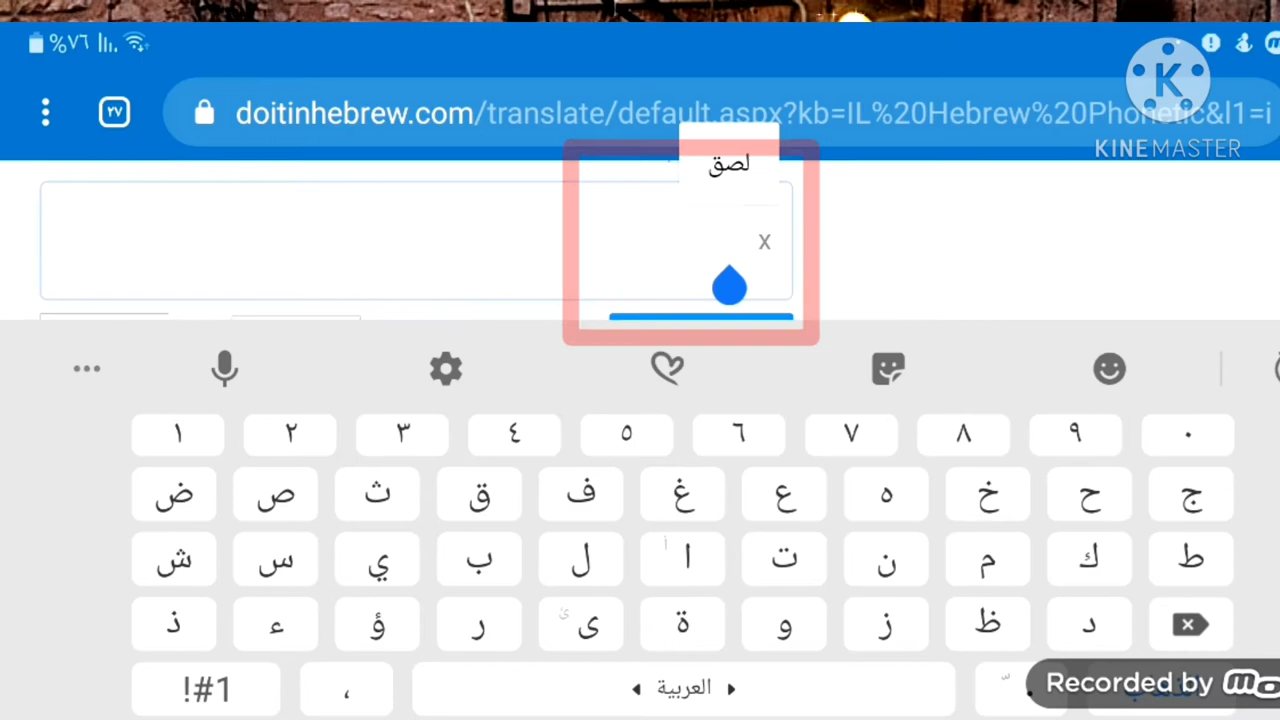 %٧٦
٢٧
doitinhebrew.com/translate/default.aspx?kb=IL%20Hebrew%20Phonetic&l1=i
K
KINEMASTER
لصق
x
١ ٢ ٣ ٤ ٥ ٦ ٧ ٨ ٩ ٠
ض ص ث ق ف غ ع ه خ ح ج
ش س ي ب ل ا أ ت ن م ك ط
ذ ء ؤ ر ى ئ ة و ز ظ د
!#1 ، العربية .
Recorded by